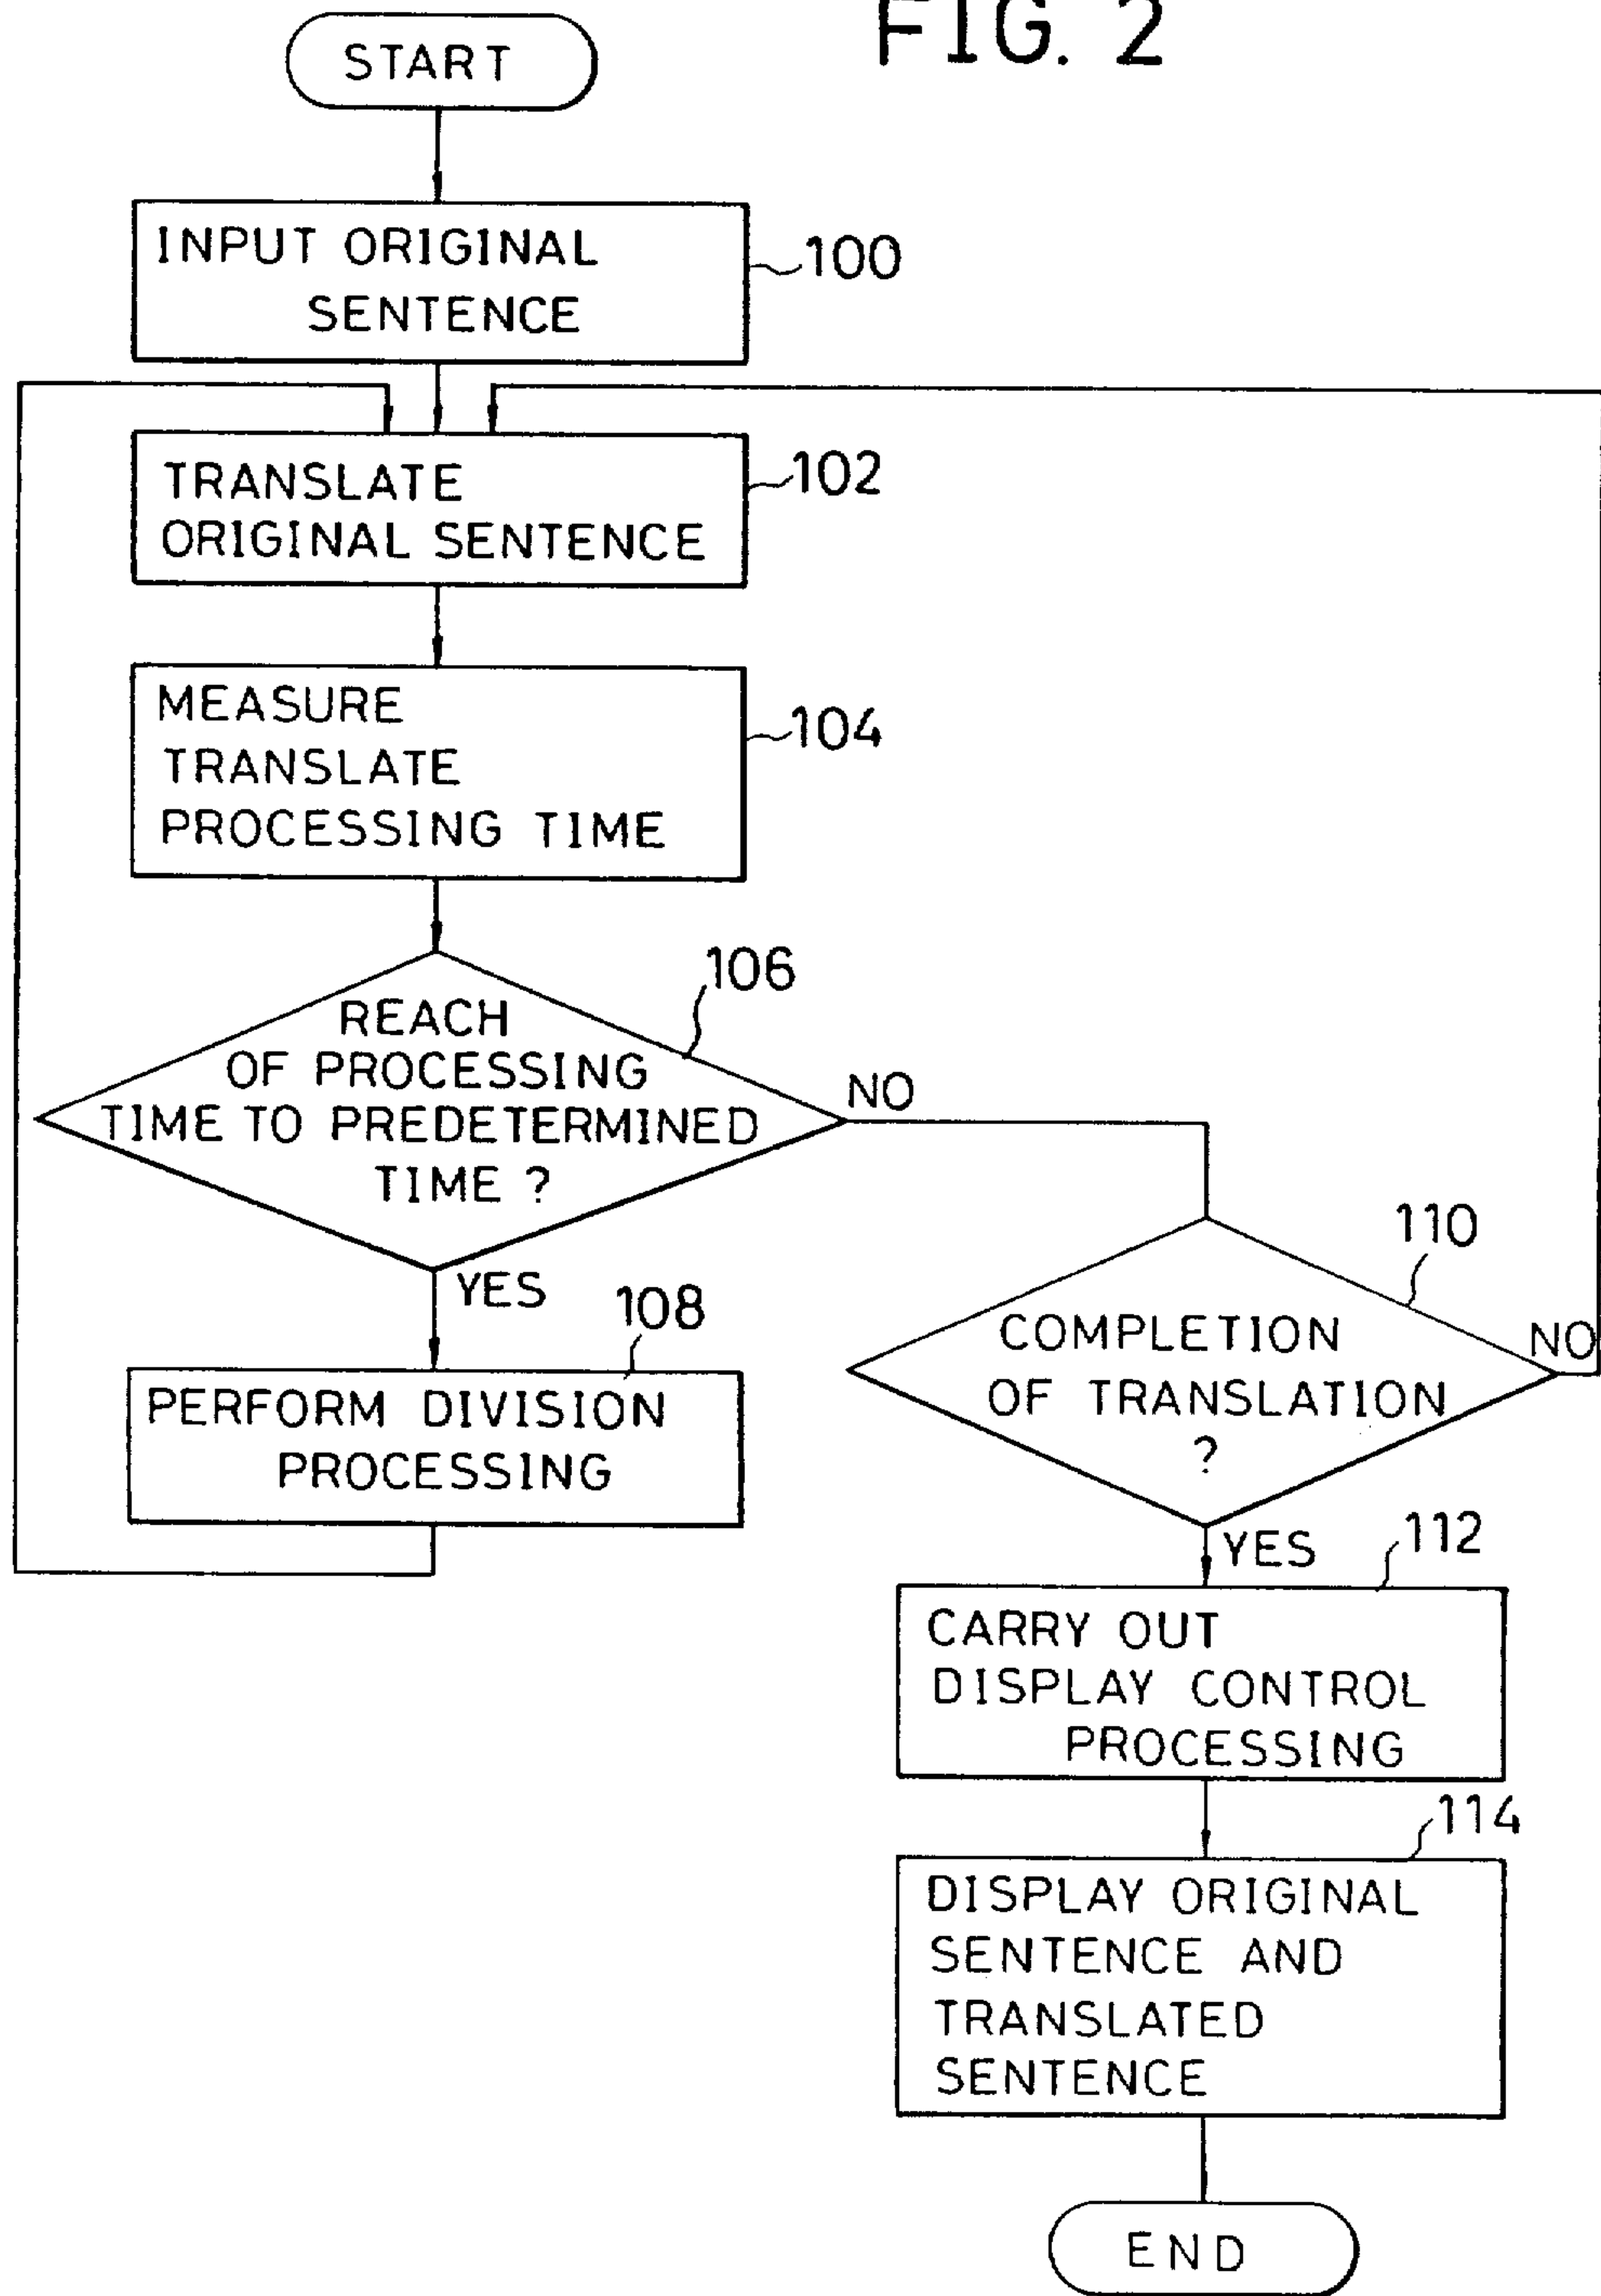 FIG. 2
START
INPUT ORIGINAL
SENTENCE
100
TRANSLATE
ORIGINAL SENTENCE
102
MEASURE
TRANSLATE
PROCESSING TIME
104
106
REACH
OF PROCESSING
TIME TO PREDETERMINED
TIME ?
NO
YES
108
PERFORM DIVISION
PROCESSING
110
COMPLETION
OF TRANSLATION
?
NO
YES
112
CARRY OUT
DISPLAY CONTROL
PROCESSING
114
DISPLAY ORIGINAL
SENTENCE AND
TRANSLATED
SENTENCE
END